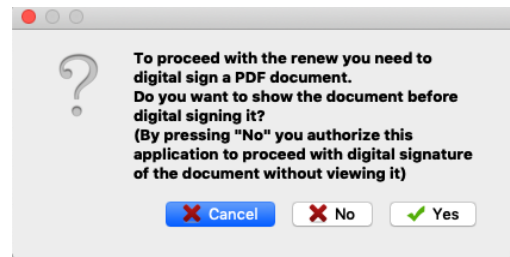 To proceed with the renew you need to
digital sign a PDF document.
Do you want to show the document before
digital signing it?
(By pressing "No" you authorize this
application to proceed with digital signature
of the document without viewing it)
Cancel No Yes